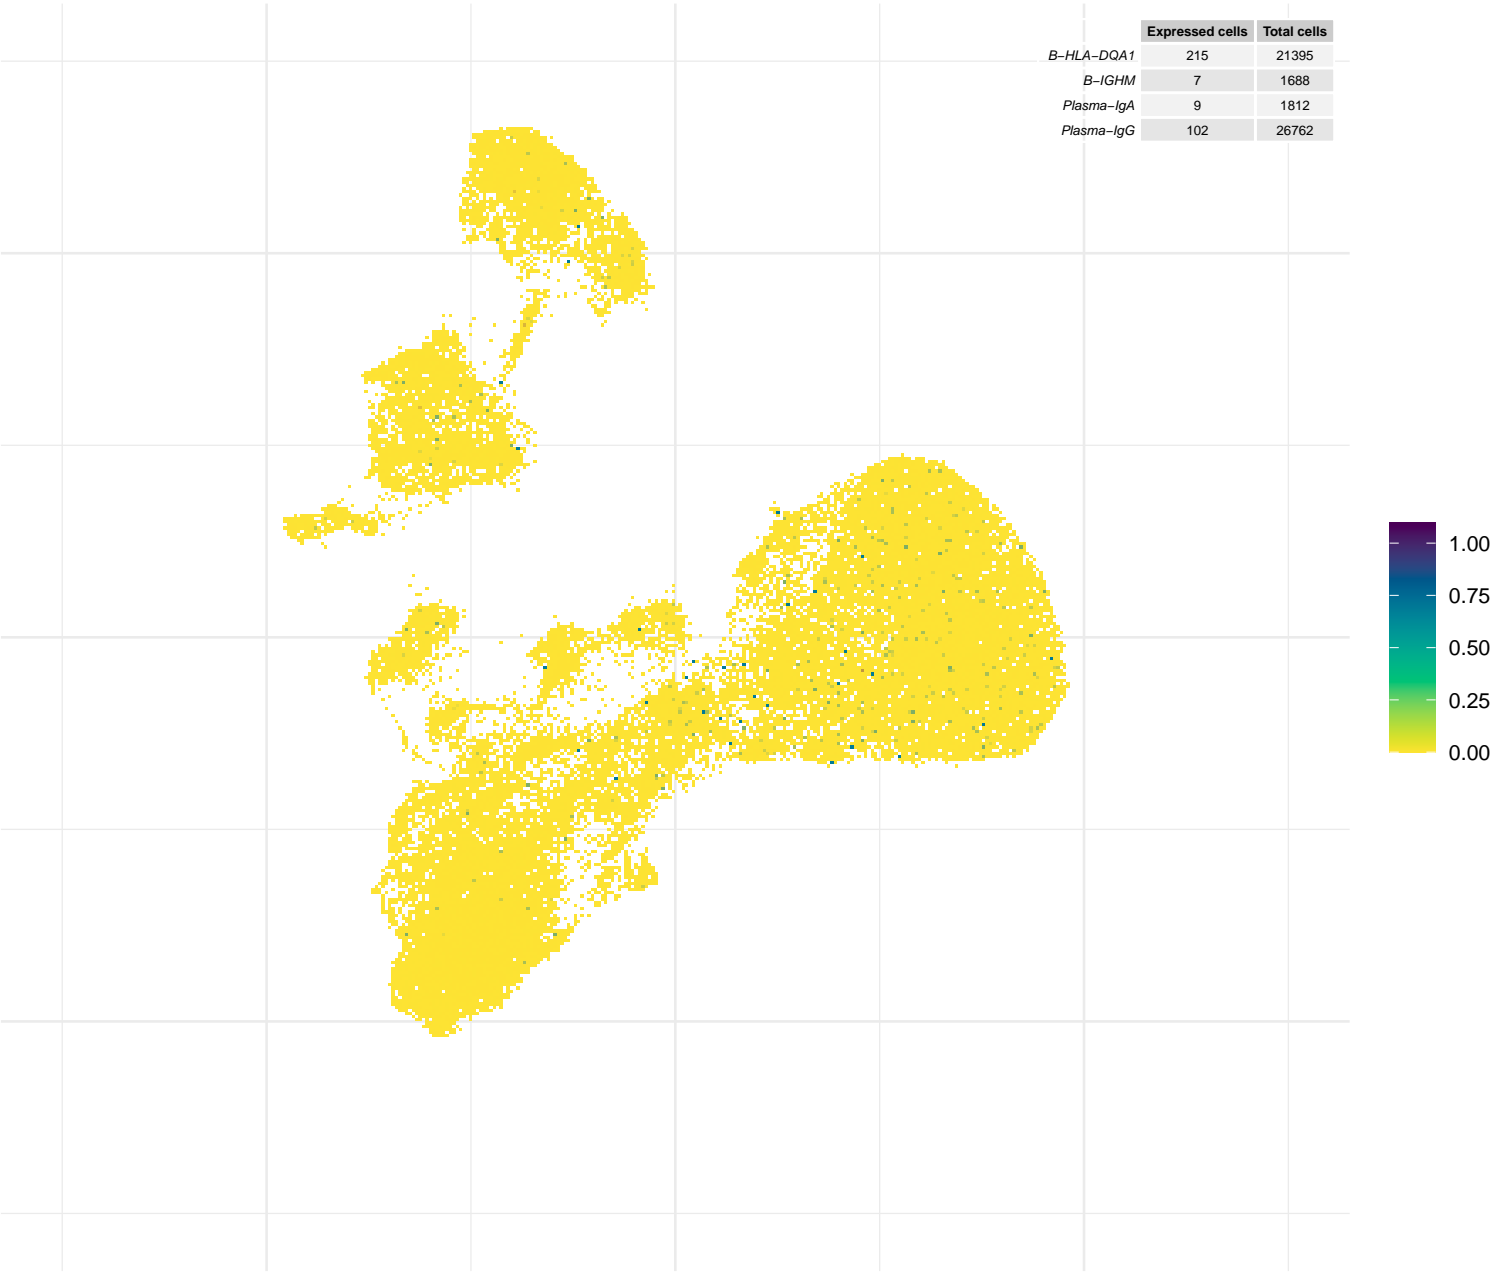 Expressed cells Total cells
B−HLA−DQA1 215 21395
B−IGHM 7 1688
Plasma−IgA 9 1812
Plasma−IgG 102 26762
1.00
0.75
0.50
0.25
0.00